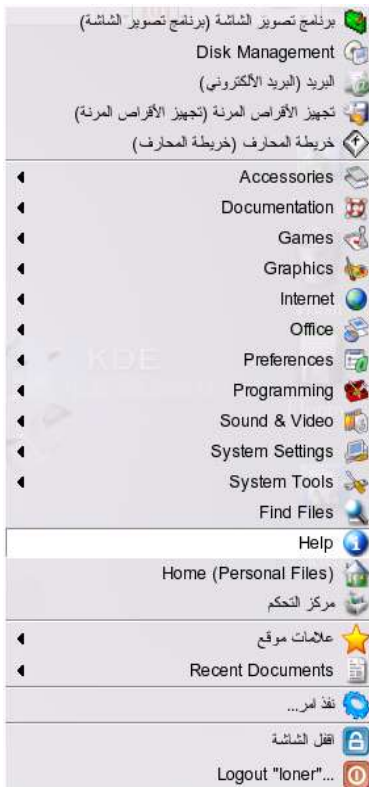 برنامج تصوير الشاشة (برنامج تصوير الشاشة)
Disk Management
البريد (البريد الألكتروني)
تجهيز الأقراص المرنة (تجهيز الأقراص المرنة)
خريطة المحارف (خريطة المحارف)
Accessories
Documentation
Games
Graphics
Internet
Office
Preferences
Programming
Sound & Video
System Settings
System Tools
Find Files
Help
Home (Personal Files)
مركز التحكم
علامات موقع
Recent Documents
نفذ امر...
اقفل الشاشة
Logout "loner"...
KDE